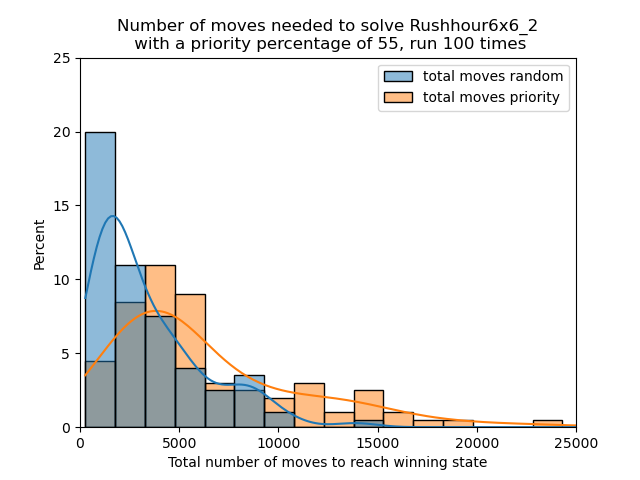 Number of moves needed to solve Rushhour6x6_2
with a priority percentage of 55, run 100 times
total moves random
total moves priority
Percent
25
20
15
10
5
0
0 5000 10000 15000 20000 25000
Total number of moves to reach winning state